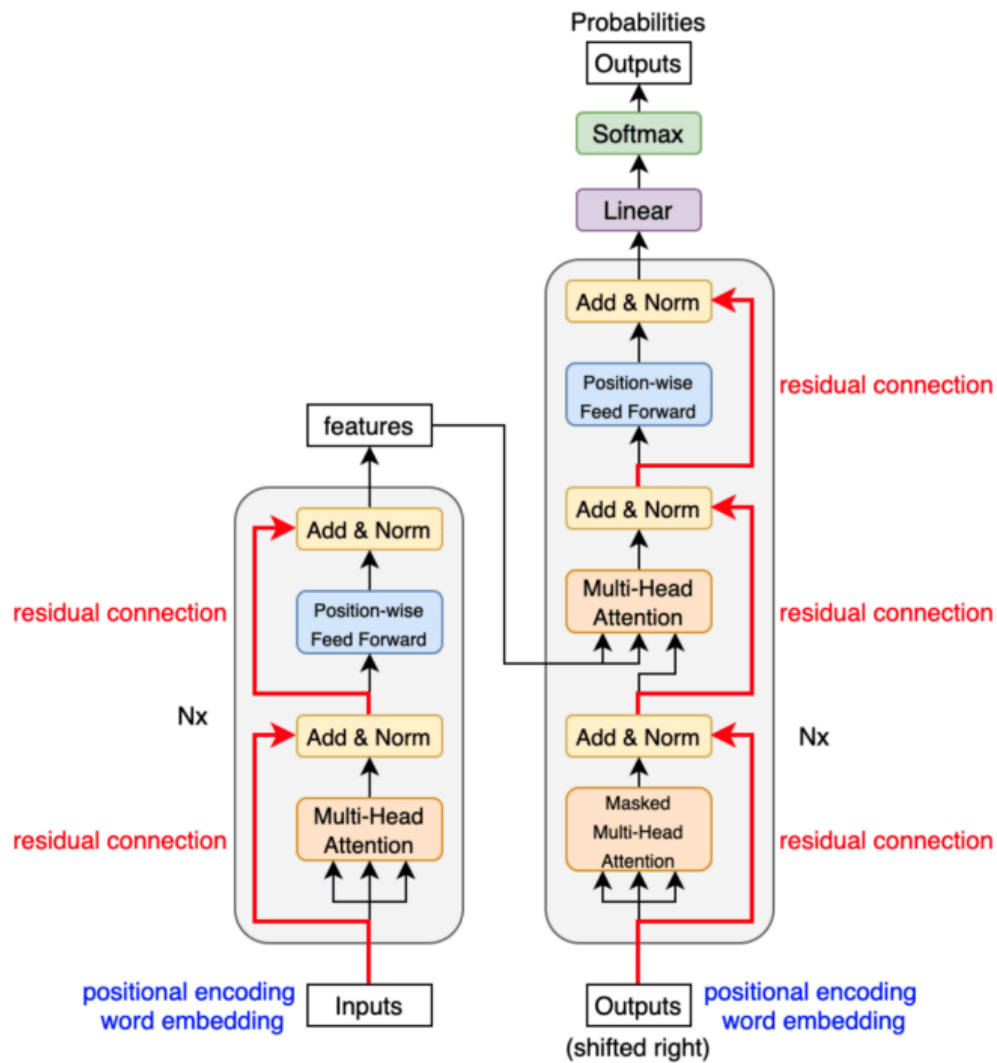 Probabilities
Outputs
Softmax
Linear
Add & Norm
Position-wise
Feed Forward
residual connection
features
Add & Norm
Add & Norm
Multi-Head
Attention
residual connection
Position-wise
Feed Forward
residual connection
Nx
Add & Norm
Add & Norm
Nx
Multi-Head
Attention
residual connection
Masked
Multi-Head
Attention
residual connection
positional encoding
word embedding
Inputs
Outputs
(shifted right)
positional encoding
word embedding